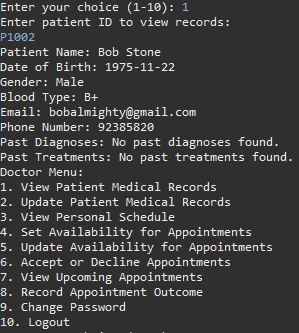 Enter your choice (1-10): 1
Enter patient ID to view records:
P1002
Patient Name: Bob Stone
Date of Birth: 1975-11-22
Gender: Male
Blood Type: B+
Email: bobalmighty@gmail.com
Phone Number: 92385820
Past Diagnoses: No past diagnoses found.
Past Treatments: No past treatments found.
Doctor Menu:
1. View Patient Medical Records
2. Update Patient Medical Records
3. View Personal Schedule
4. Set Availability for Appointments
5. Update Availability for Appointments
6. Accept or Decline Appointments
7. View Upcoming Appointments
8. Record Appointment Outcome
9. Change Password
10. Logout